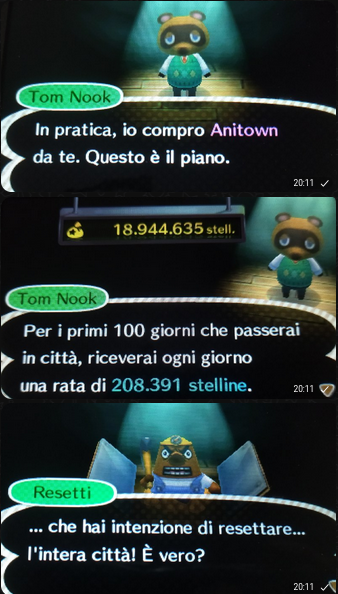 Tom Nook
In pratica, io compro Anitown
da te. Questo è il piano.
20:11
18.944.635 stell.
Tom Nook
Per i primi 100 giorni che passerai
in città, riceverai ogni giorno
una rata di 208.391 stelline.
20:11
Resetti
... che hai intenzione di resettare...
l'intera città! È vero?
20:11